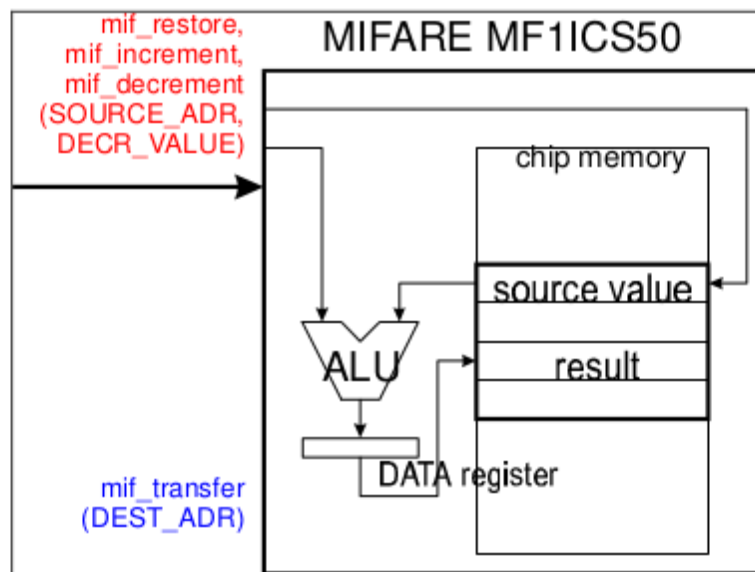 mif_restore,
mif_increment,
mif_decrement
(SOURCE_ADR,
DECR_VALUE)
MIFARE MF1ICS50
chip memory
source value
ALU
result
DATA register
mif_transfer
(DEST_ADR)